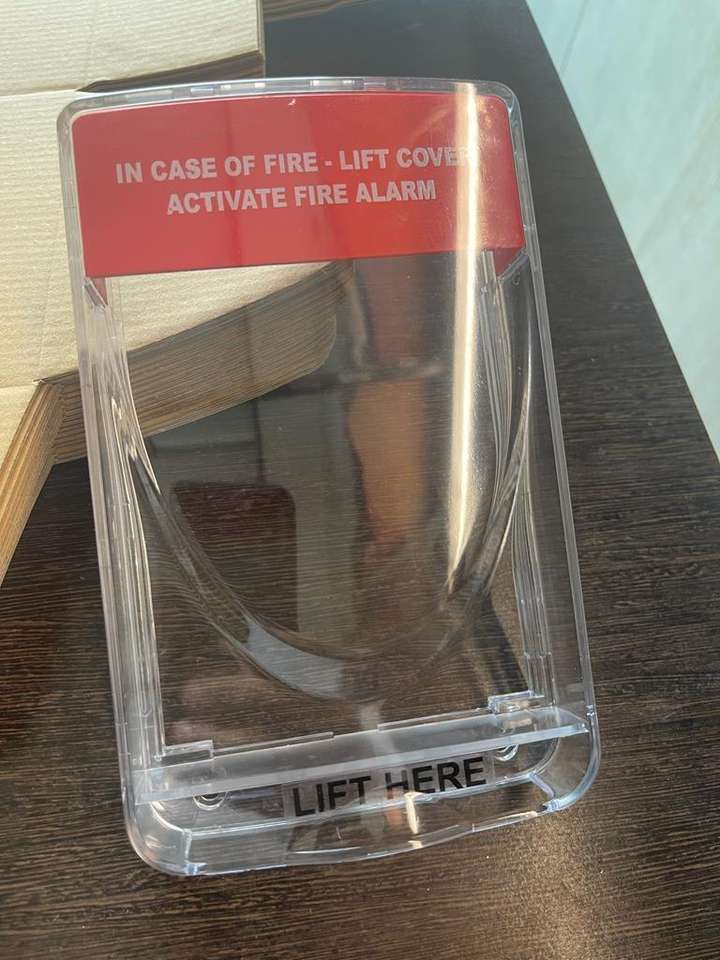 IN CASE OF FIRE - LIFT COVER
ACTIVATE FIRE ALARM
LIFT HERE